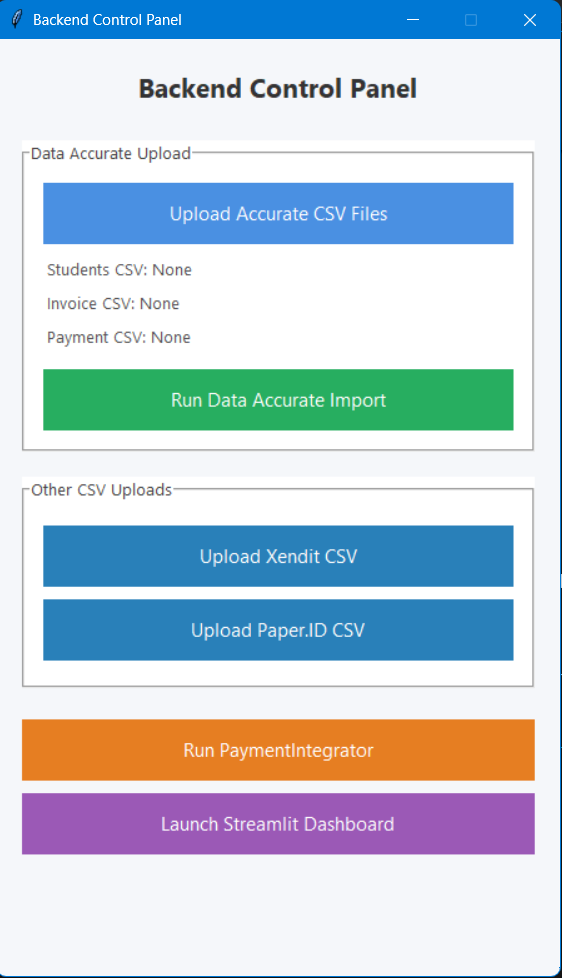 Backend Control Panel
Backend Control Panel
Data Accurate Upload
Upload Accurate CSV Files
Students CSV: None
Invoice CSV: None
Payment CSV: None
Run Data Accurate Import
Other CSV Uploads
Upload Xendit CSV
Upload Paper.ID CSV
Run PaymentIntegrator
Launch Streamlit Dashboard